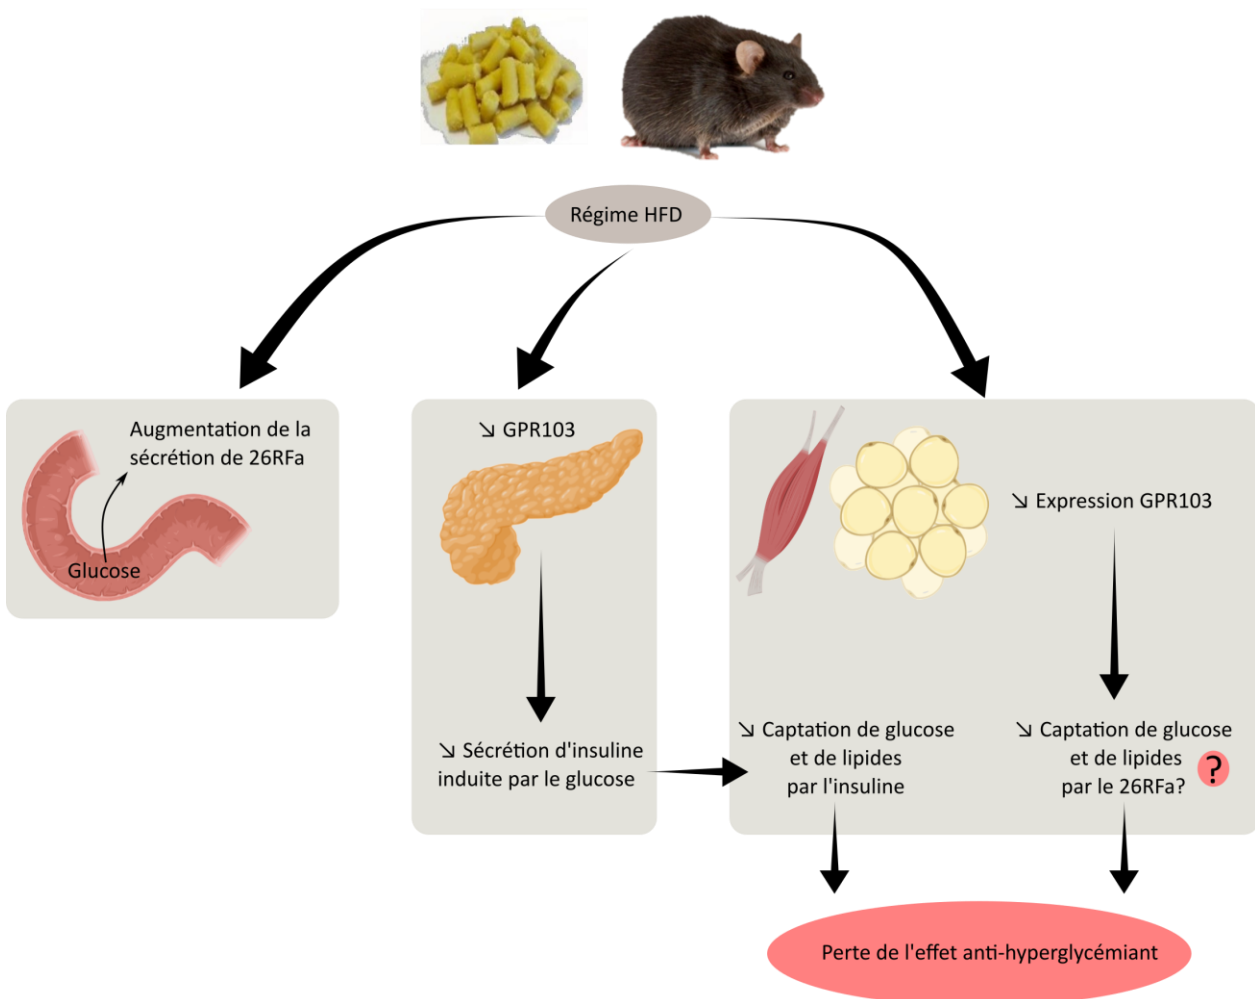 Régime HFD
Augmentation de la
sécrétion de 26RFa
Glucose
↘ GPR103
↘ Sécrétion d'insuline
induite par le glucose
↘ Expression GPR103
↘ Captation de glucose
et de lipides
par l'insuline
↘ Captation de glucose
et de lipides
par le 26RFa?
?
Perte de l'effet anti-hyperglycémiant